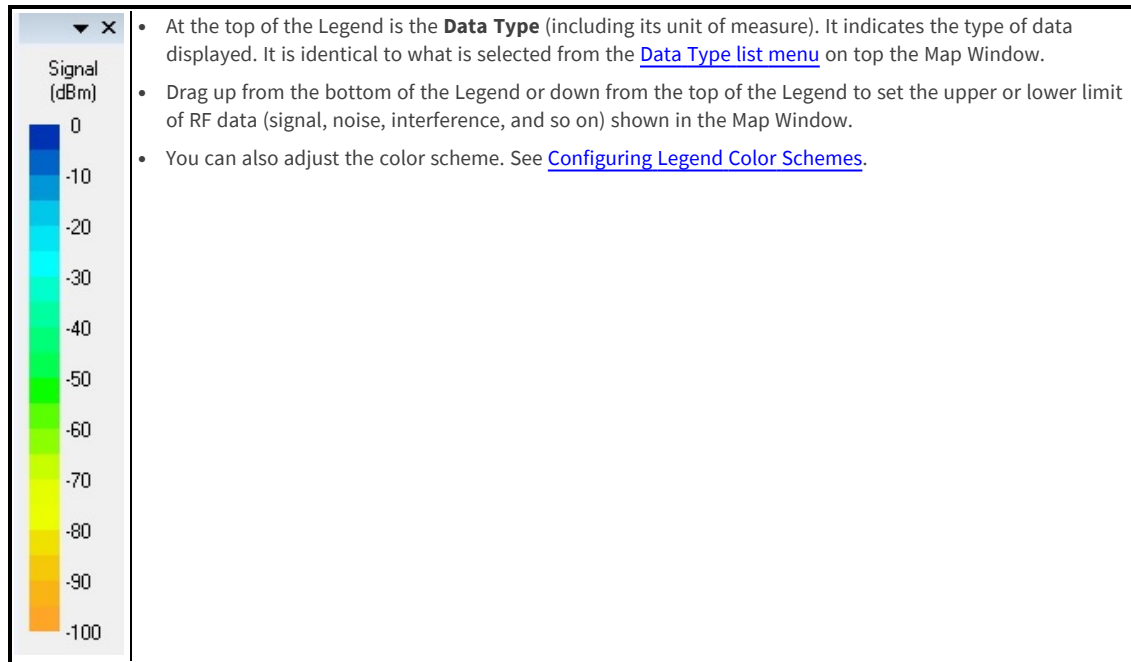 Signal
(dBm)
0
-10
-20
-30
-40
-50
-60
-70
-80
-90
-100
• At the top of the Legend is the Data Type (including its unit of measure). It indicates the type of data
displayed. It is identical to what is selected from the Data Type list menu on top the Map Window.
• Drag up from the bottom of the Legend or down from the top of the Legend to set the upper or lower limit
of RF data (signal, noise, interference, and so on) shown in the Map Window.
• You can also adjust the color scheme. See Configuring Legend Color Schemes.